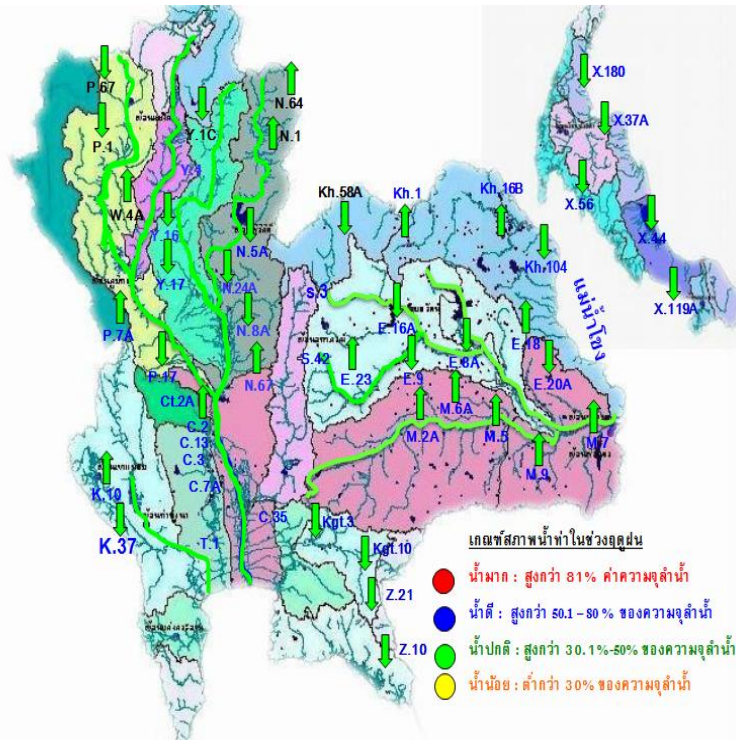 P.67
N.64
X.180
P.1
Y.1C
N.1
X.37A
Y.4
W.4A
Kh.58A
Kh.1
Kh.16B
X.56
Y.16
N.5A
X.44
Kh.104
Y.17
N.24A
S.3
แม่น้ำโขง
X.119A
P.7A
N.8A
E.16A
E.18
P.17
N.67
S.42
E.23
E.9
E.8A
E.20A
Ct.2A
M.6A
C.2
M.2A
M.5
M.7
C.13
C.3
M.9
K.10
C.7A
C.35
Kgt.3
K.37
T.1
Kgt.10
เกณฑ์สภาพน้ำท่าในช่วงฤดูฝน
น้ำมาก : สูงกว่า 81% ค่าความจุลำน้ำ
Z.21
น้ำดี : สูงกว่า 50.1 – 80 % ของความจุลำน้ำ
Z.10
น้ำปกติ : สูงกว่า 30.1%-50% ของความจุลำน้ำ
น้ำน้อย : ต่ำกว่า 30% ของความจุลำน้ำ